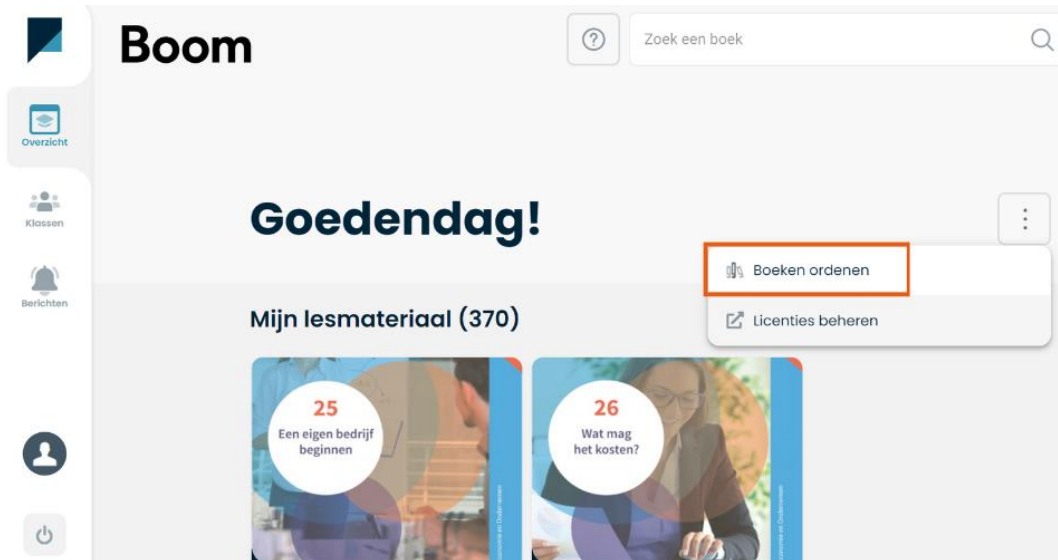 Boom
Zoek een boek
Overzicht
Klassen
Berichten
Goedendag!
Boeken ordenen
Licenties beheren
Mijn lesmateriaal (370)
25
Een eigen bedrijf
beginnen
26
Wat mag
het kosten?